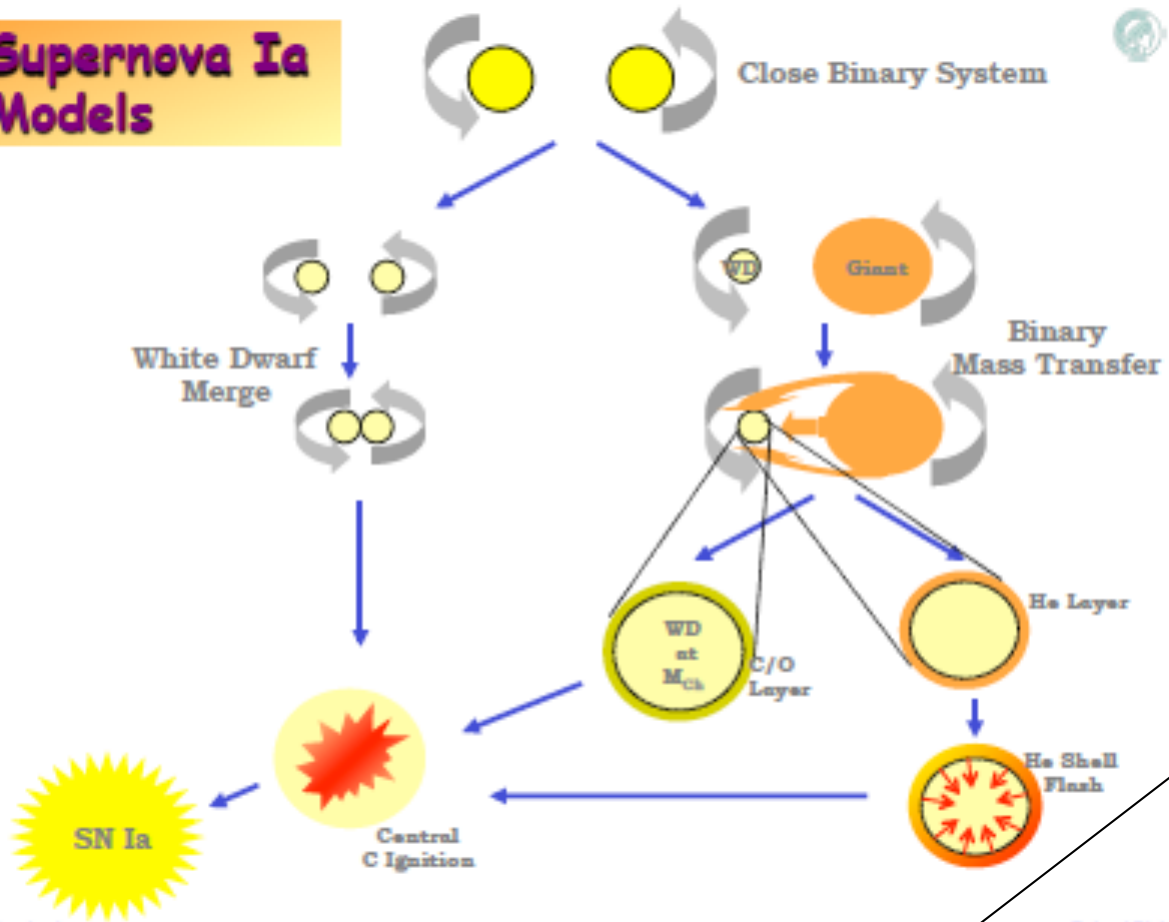 Supernova Ia
Models
Close Binary System
WD
Giant
White Dwarf
Merge
Binary
Mass Transfer
WD
at
M_Ch
C/O
Layer
He Layer
He Shell
Flash
Central
C Ignition
SN Ia